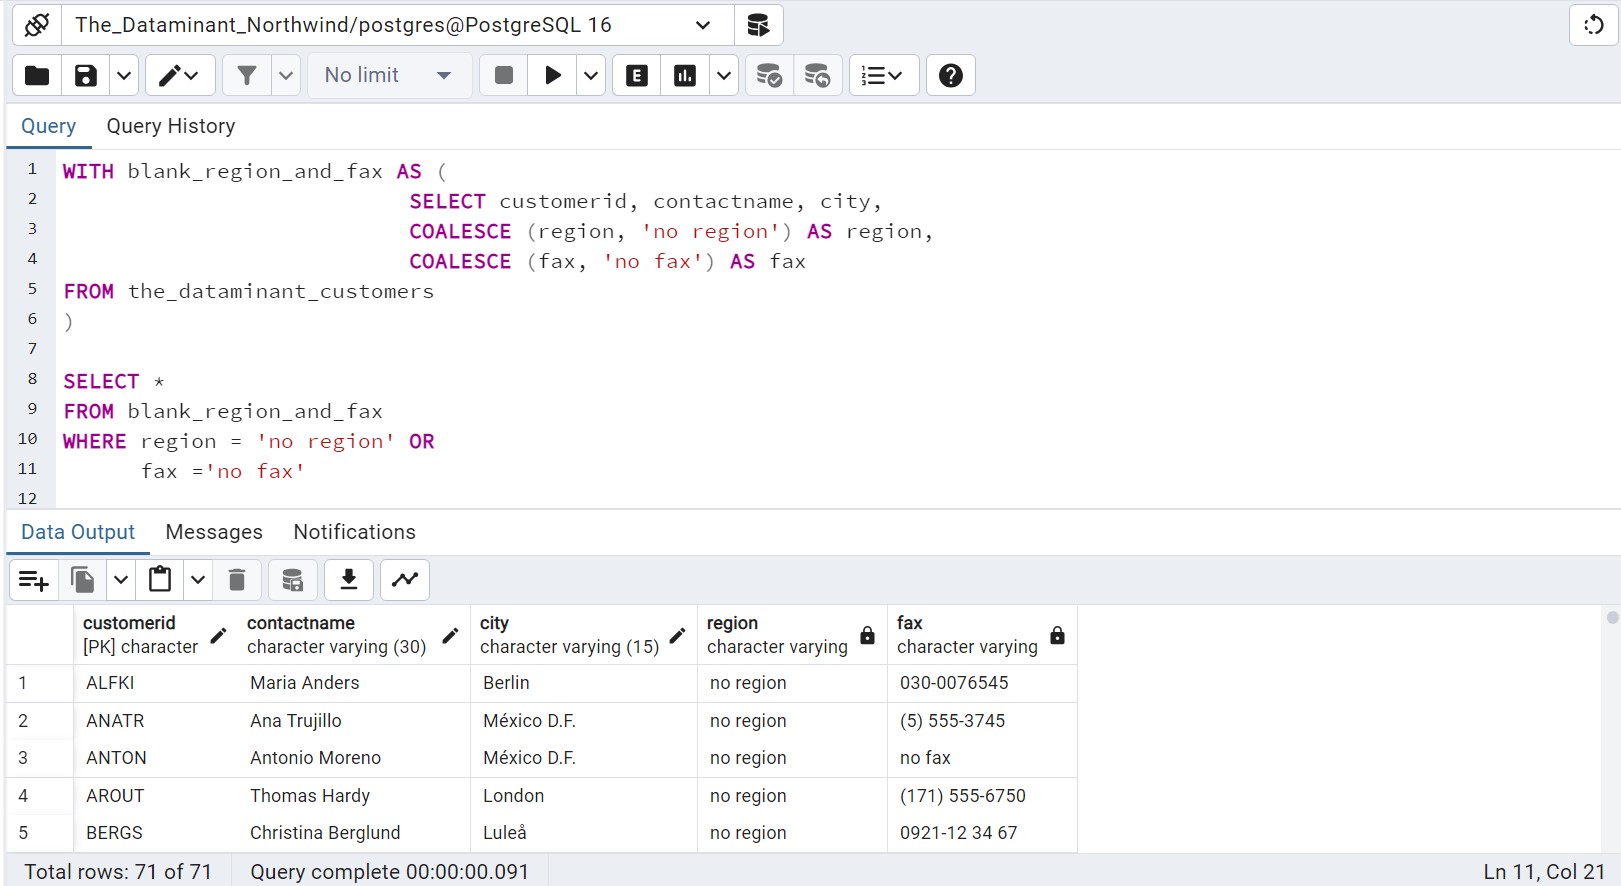 The_Dataminant_Northwind/postgres@PostgreSQL 16
No limit
Query Query History
1 WITH blank_region_and_fax AS (
2 SELECT customerid, contactname, city,
3 COALESCE (region, 'no region') AS region,
4 COALESCE (fax, 'no fax') AS fax
5 FROM the_dataminant_customers
6 )
7
8 SELECT *
9 FROM blank_region_and_fax
10 WHERE region = 'no region' OR
11 fax ='no fax'
12
Data Output Messages Notifications
customerid contactname city region fax
[PK] character character varying (30) character varying (15) character varying character varying
1 ALFKI Maria Anders Berlin no region 030-0076545
2 ANATR Ana Trujillo México D.F. no region (5) 555-3745
3 ANTON Antonio Moreno México D.F. no region no fax
4 AROUT Thomas Hardy London no region (171) 555-6750
5 BERGS Christina Berglund Luleå no region 0921-12 34 67
Total rows: 71 of 71 Query complete 00:00:00.091 Ln 11, Col 21